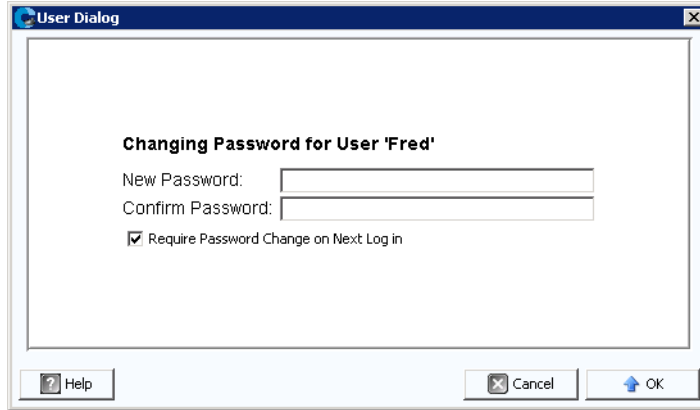 User Dialog
Changing Password for User 'Fred'
New Password:
Confirm Password:
Require Password Change on Next Log in
? Help
Cancel
OK